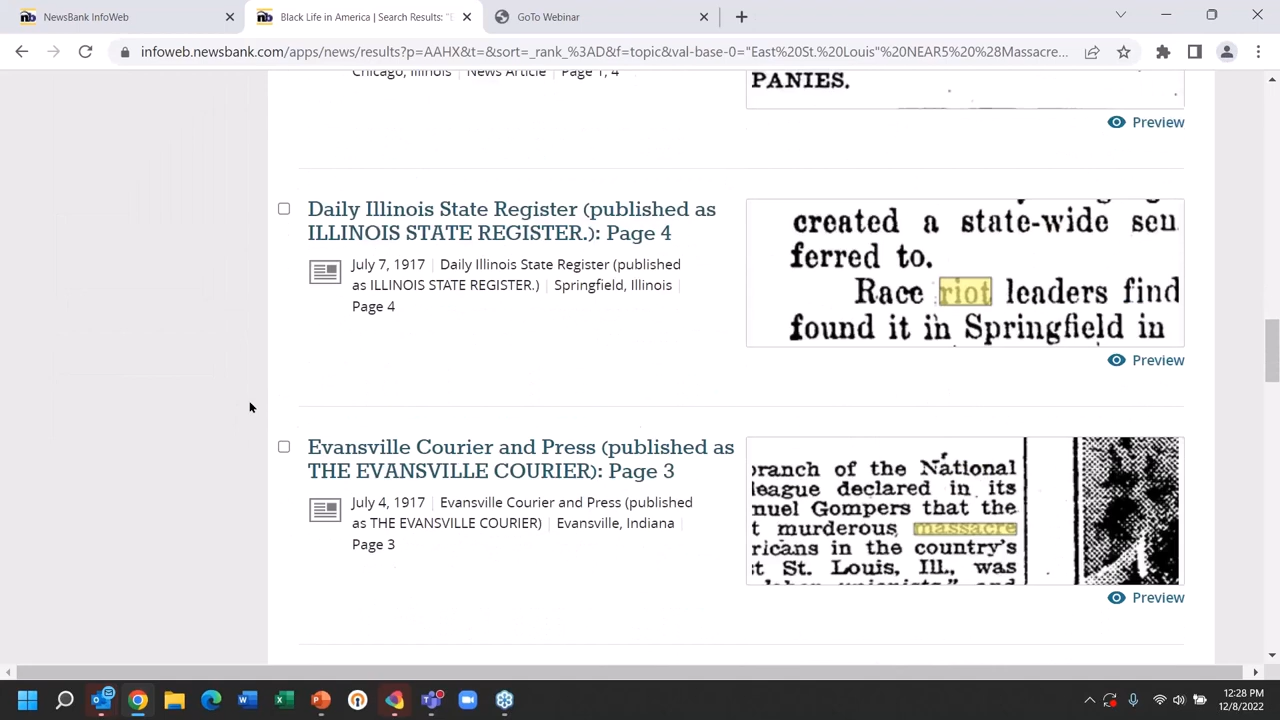 NewsBank InfoWeb
Black Life in America | Search Results: "E
GoTo Webinar
infoweb.newsbank.com/apps/news/results?p=AAHX&t=&sort=_rank_%3AD&f=topic&val-base-0="East%20St.%20Louis"%20NEAR5%20%28Massacre...
Chicago, Illinois | News Article | Page 1, 4
PANIES.
Preview
Daily Illinois State Register (published as
ILLINOIS STATE REGISTER.): Page 4
July 7, 1917 | Daily Illinois State Register (published
as ILLINOIS STATE REGISTER.) | Springfield, Illinois |
Page 4
created a state-wide sen
ferred to.
Race riot leaders find
found it in Springfield in
Preview
Evansville Courier and Press (published as
THE EVANSVILLE COURIER): Page 3
July 4, 1917 | Evansville Courier and Press (published
as THE EVANSVILLE COURIER) | Evansville, Indiana |
Page 3
branch of the National
league declared in its
nuel Gompers that the
t murderous massacre
ricans in the country's
st St. Louis, Ill., was
Preview
12:28 PM
12/8/2022